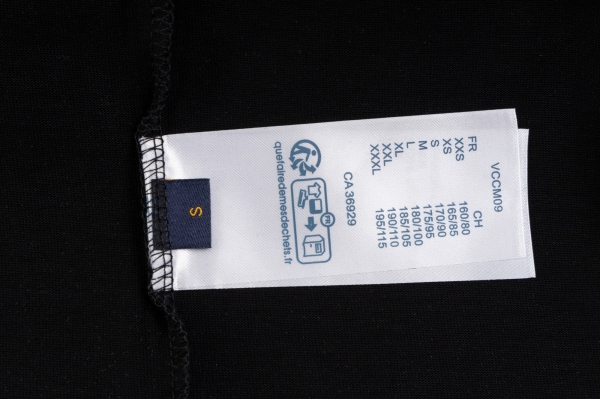 VCCM09
FR CH
XXS 160/80
XS 165/85
S 170/90
M 175/95
L 180/100
XL 185/105
XXL 190/110
XXXL 195/115
CA 36929
FR
quefairedemesdechets.fr
S